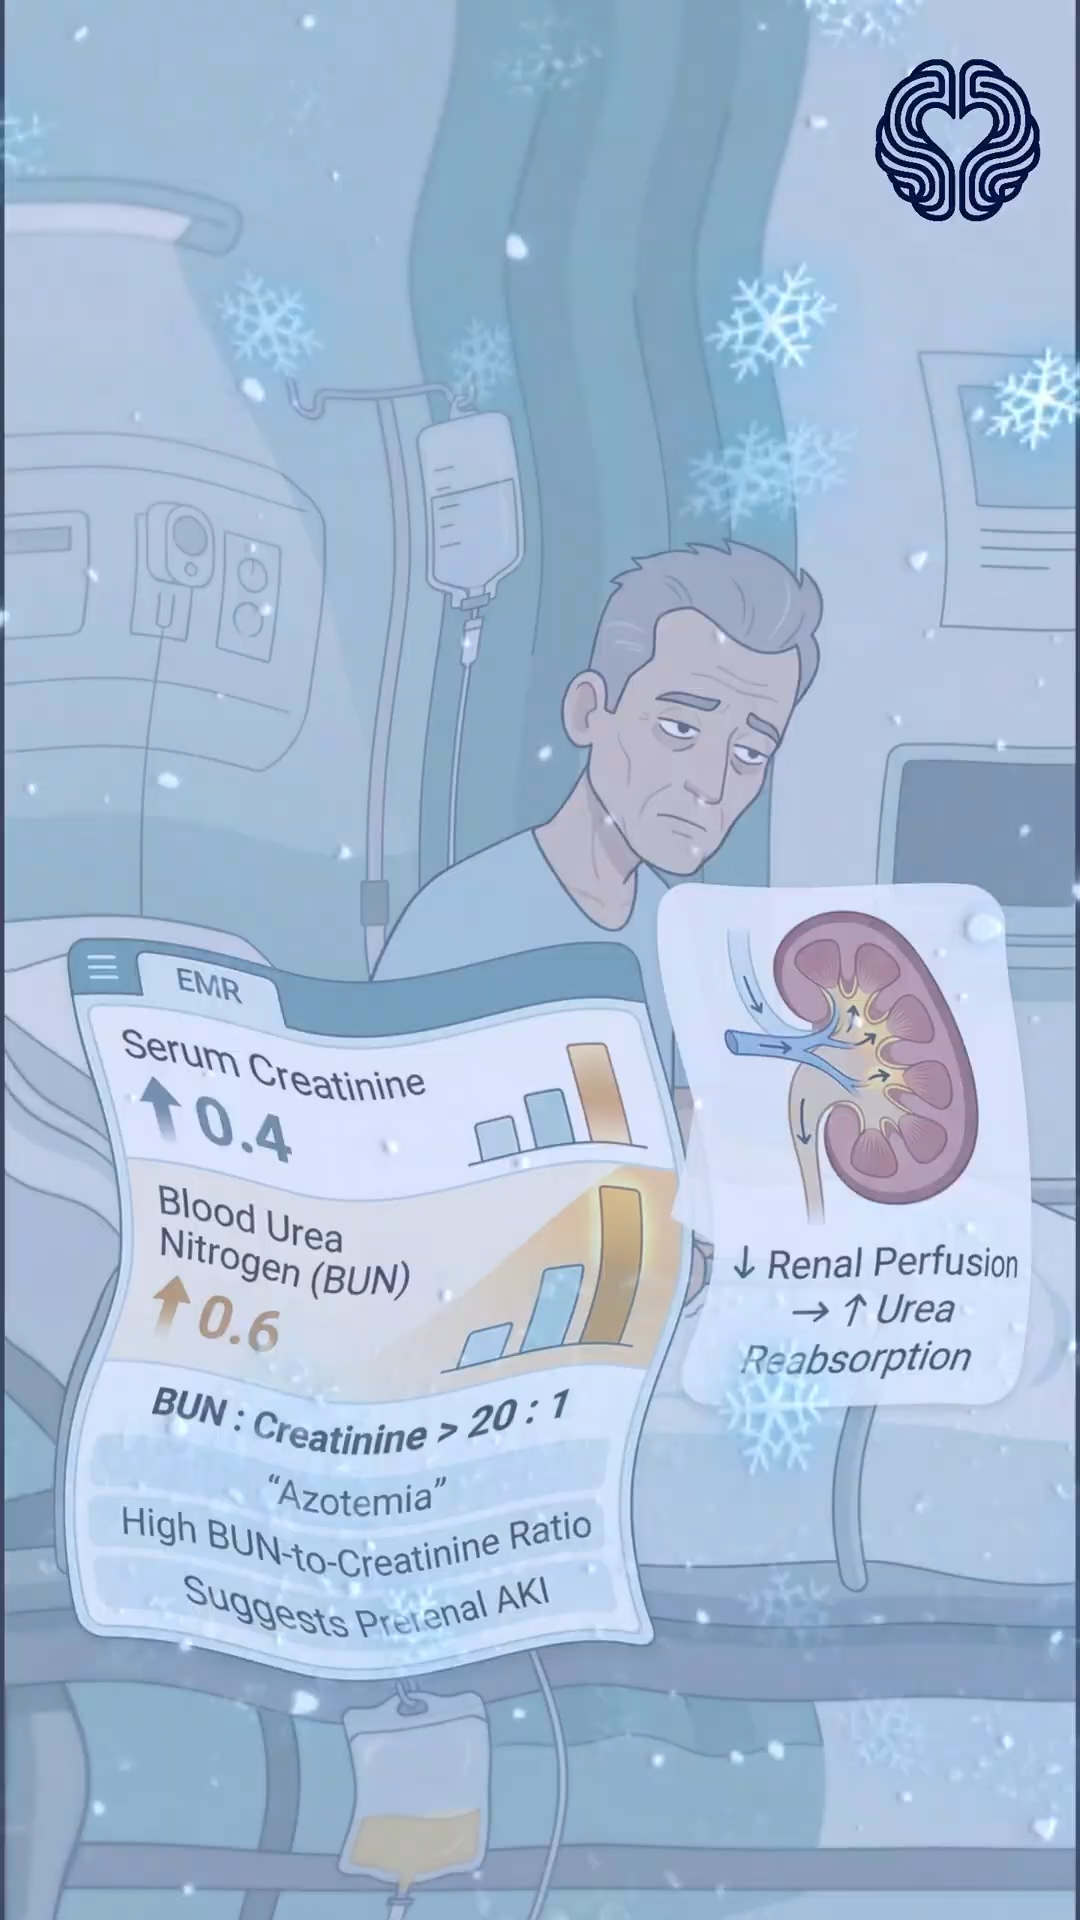 EMR
Serum Creatinine
↑ 0.4
Blood Urea
Nitrogen (BUN)
↑ 0.6
BUN : Creatinine > 20 : 1
“Azotemia”
High BUN-to-Creatinine Ratio
Suggests Prerenal AKI
↓ Renal Perfusion
→ ↑ Urea
Reabsorption